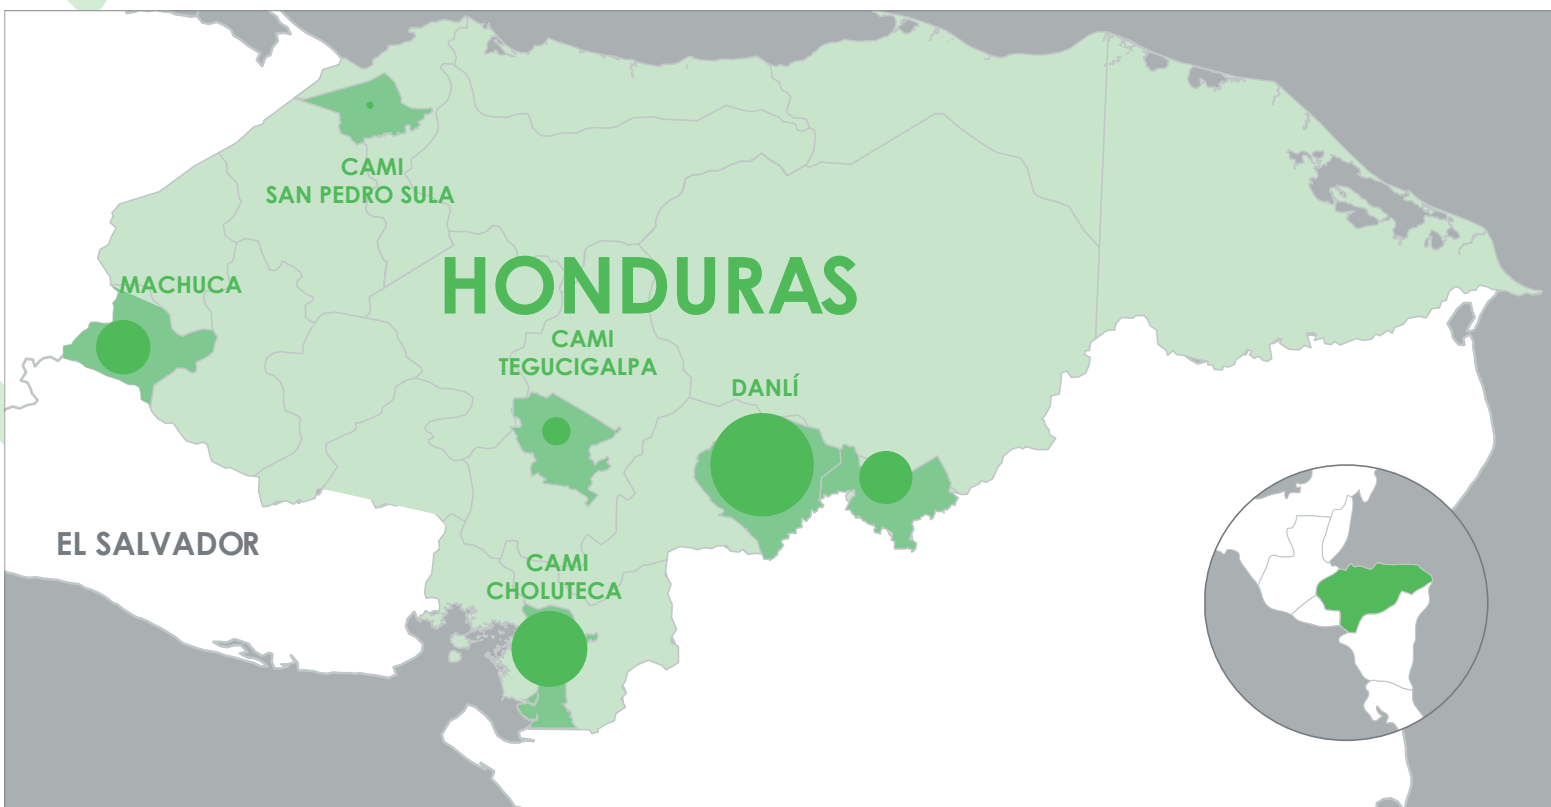 CAMI
SAN PEDRO SULA
MACHUCA
HONDURAS
CAMI
TEGUCIGALPA
DANLÍ
EL SALVADOR
CAMI
CHOLUTECA